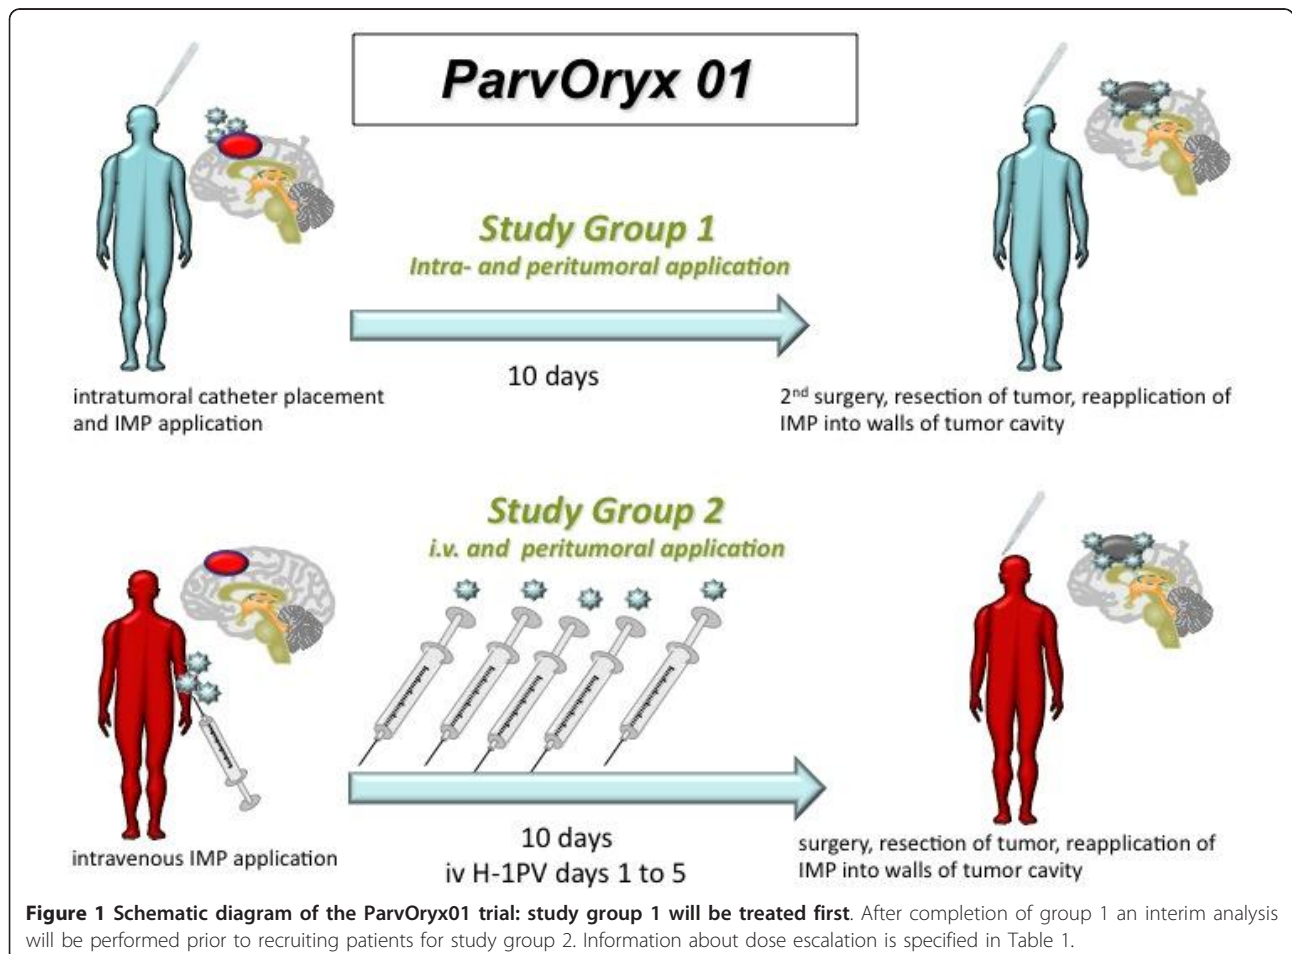 ParvOryx 01
Study Group 1
Intra- and peritumoral application
10 days
intratumoral catheter placement
and IMP application
2nd surgery, resection of tumor, reapplication of
IMP into walls of tumor cavity
Study Group 2
i.v. and peritumoral application
10 days
iv H-1PV days 1 to 5
intravenous IMP application
surgery, resection of tumor, reapplication of
IMP into walls of tumor cavity
Figure 1 Schematic diagram of the ParvOryx01 trial: study group 1 will be treated first. After completion of group 1 an interim analysis
will be performed prior to recruiting patients for study group 2. Information about dose escalation is specified in Table 1.